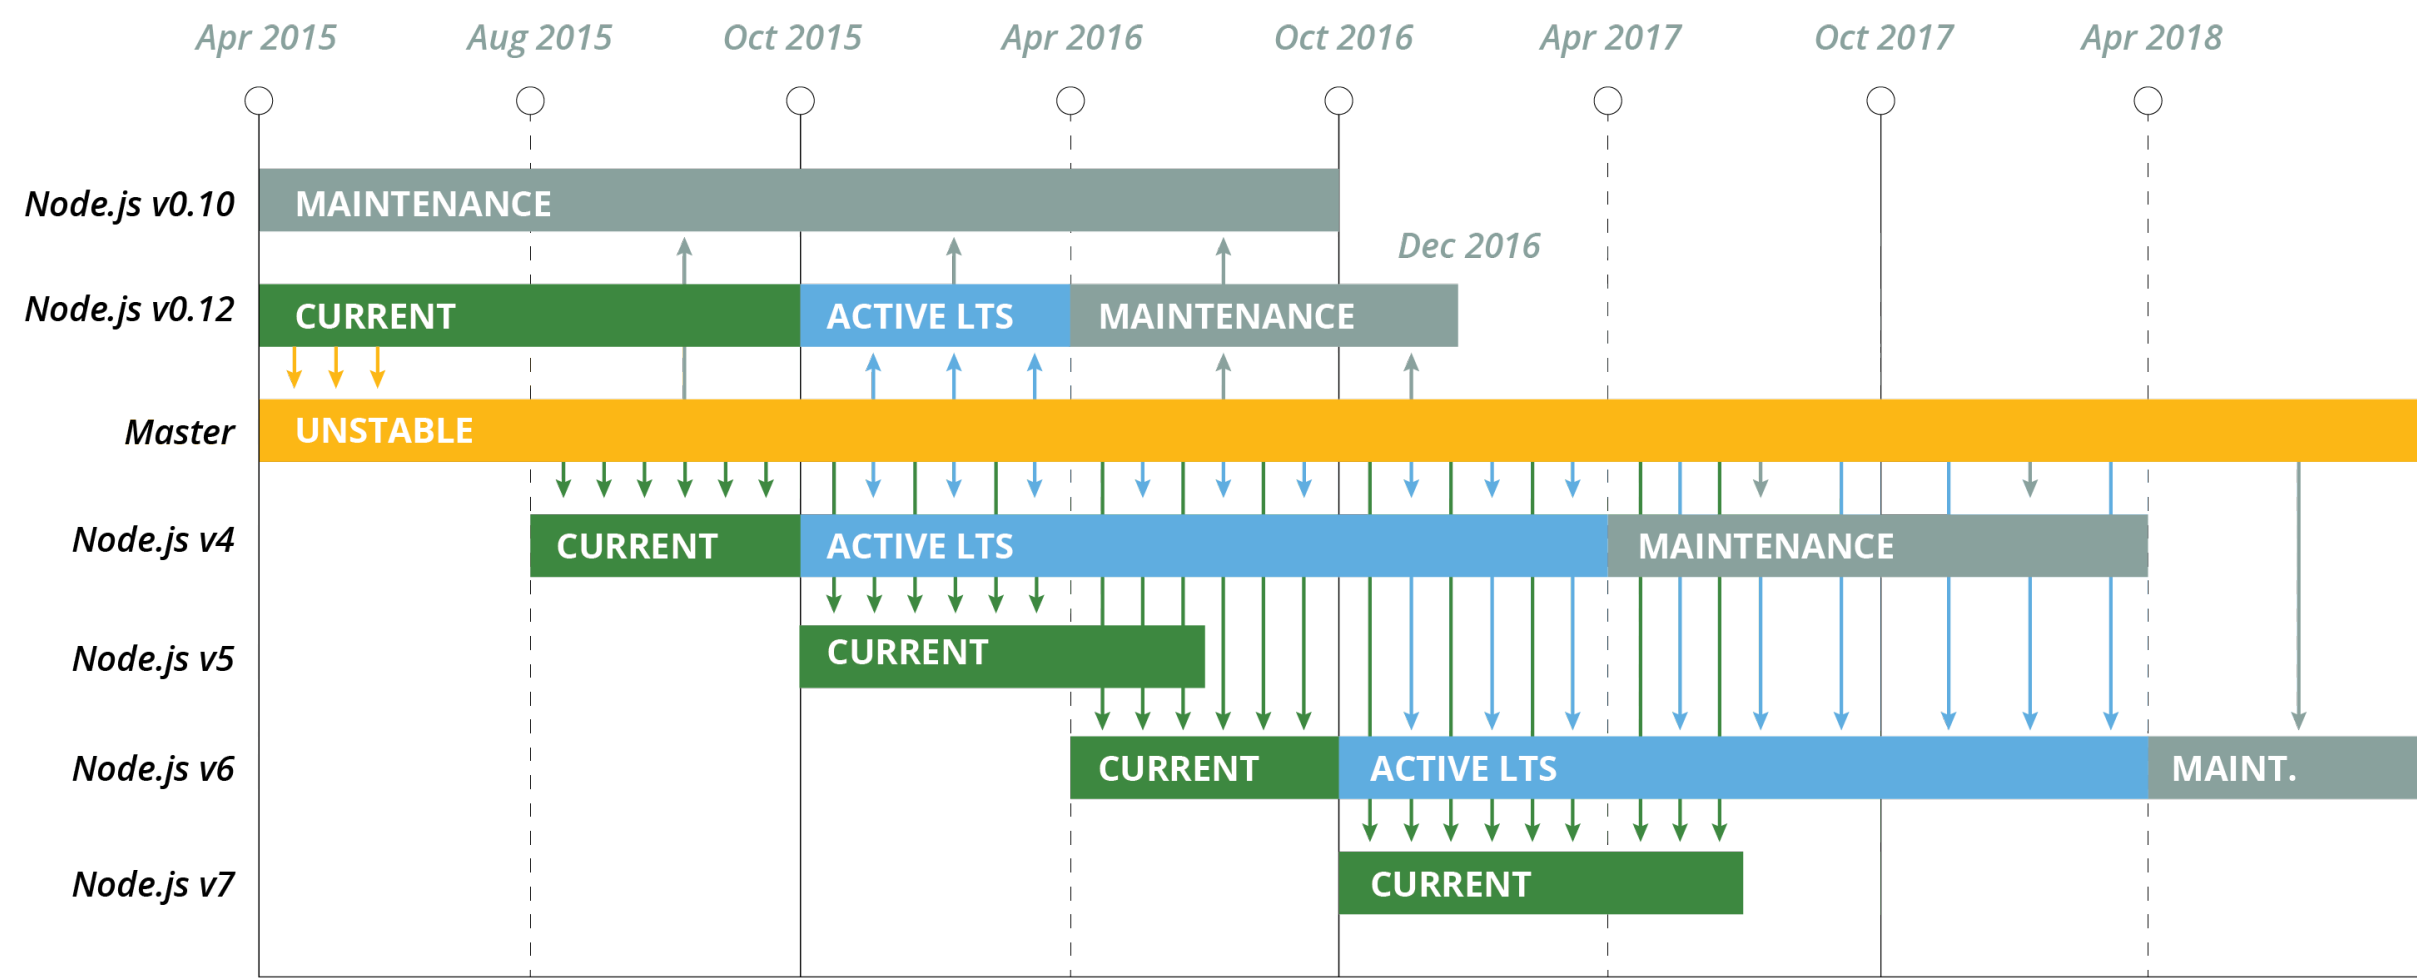 Apr 2015 Aug 2015 Oct 2015 Apr 2016 Oct 2016 Apr 2017 Oct 2017 Apr 2018
Node.js v0.10 MAINTENANCE
Dec 2016
Node.js v0.12 CURRENT ACTIVE LTS MAINTENANCE
Master UNSTABLE
Node.js v4 CURRENT ACTIVE LTS MAINTENANCE
Node.js v5 CURRENT
Node.js v6 CURRENT ACTIVE LTS MAINT.
Node.js v7 CURRENT